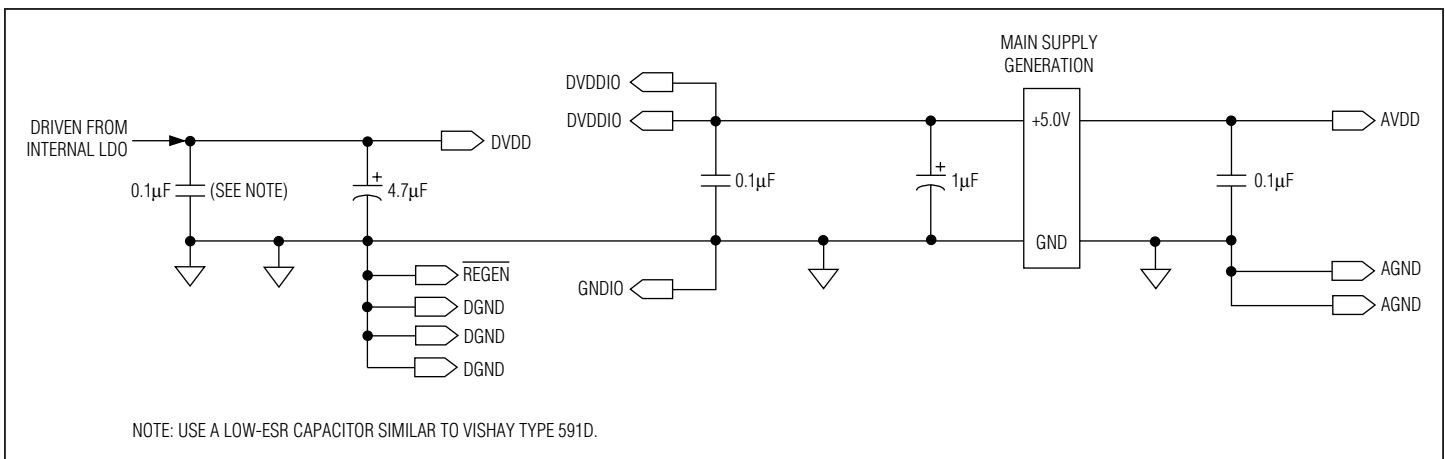 MAIN SUPPLY
GENERATION
DVDDIO
DVDDIO
+5.0V
AVDD
DRIVEN FROM
INTERNAL LDO
DVDD
0.1µF
(SEE NOTE)
+
4.7µF
0.1µF
+
1µF
0.1µF
GND
REGEN
GNDIO
AGND
AGND
DGND
DGND
DGND
NOTE: USE A LOW-ESR CAPACITOR SIMILAR TO VISHAY TYPE 591D.